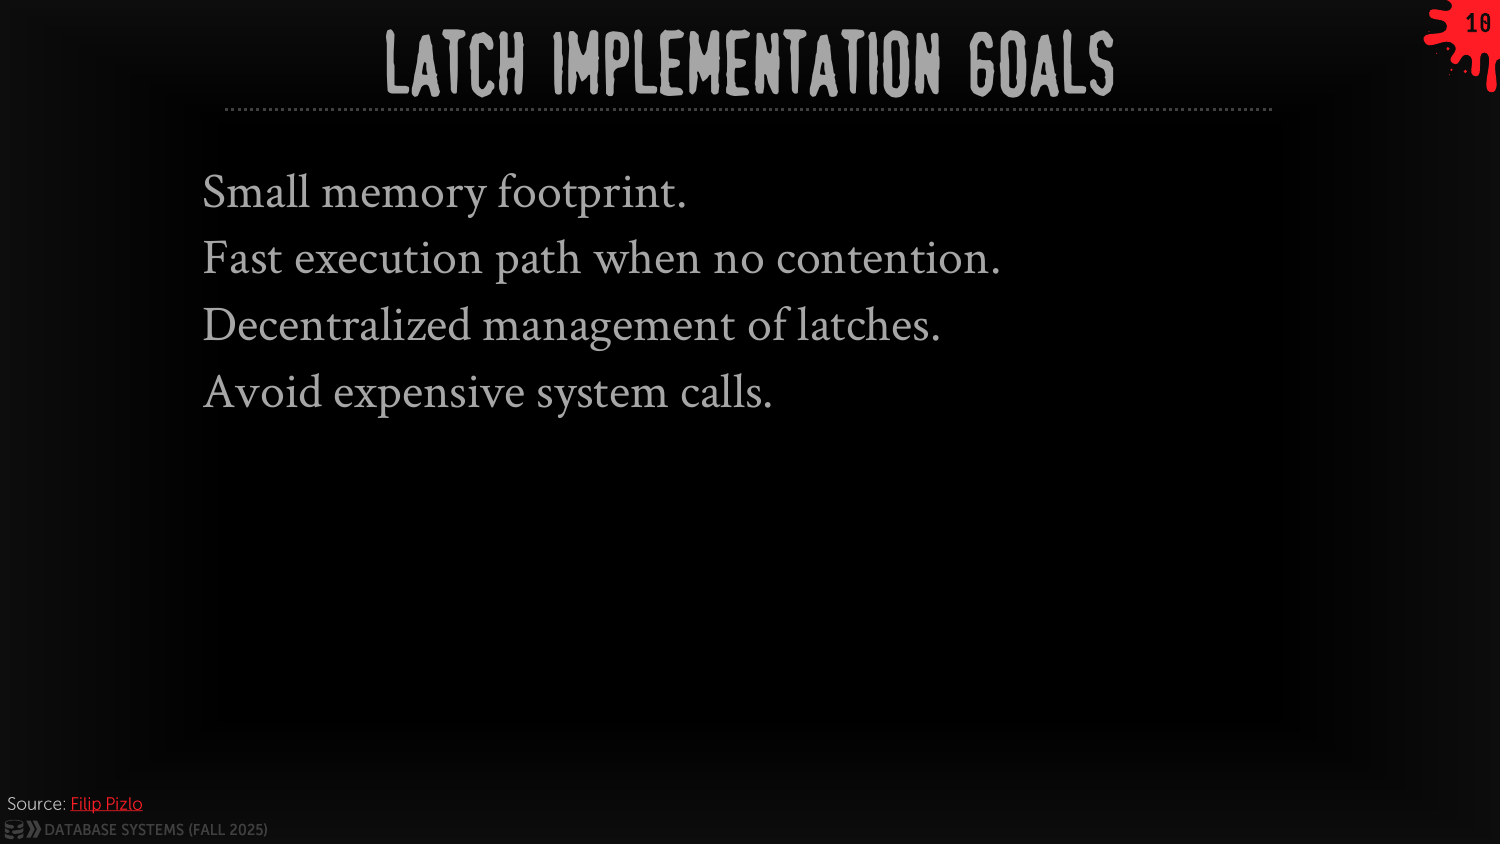 10
LATCH IMPLEMENTATION GOALS
Small memory footprint.
Fast execution path when no contention.
Decentralized management of latches.
Avoid expensive system calls.
Source: Filip Pizlo
DATABASE SYSTEMS (FALL 2025)